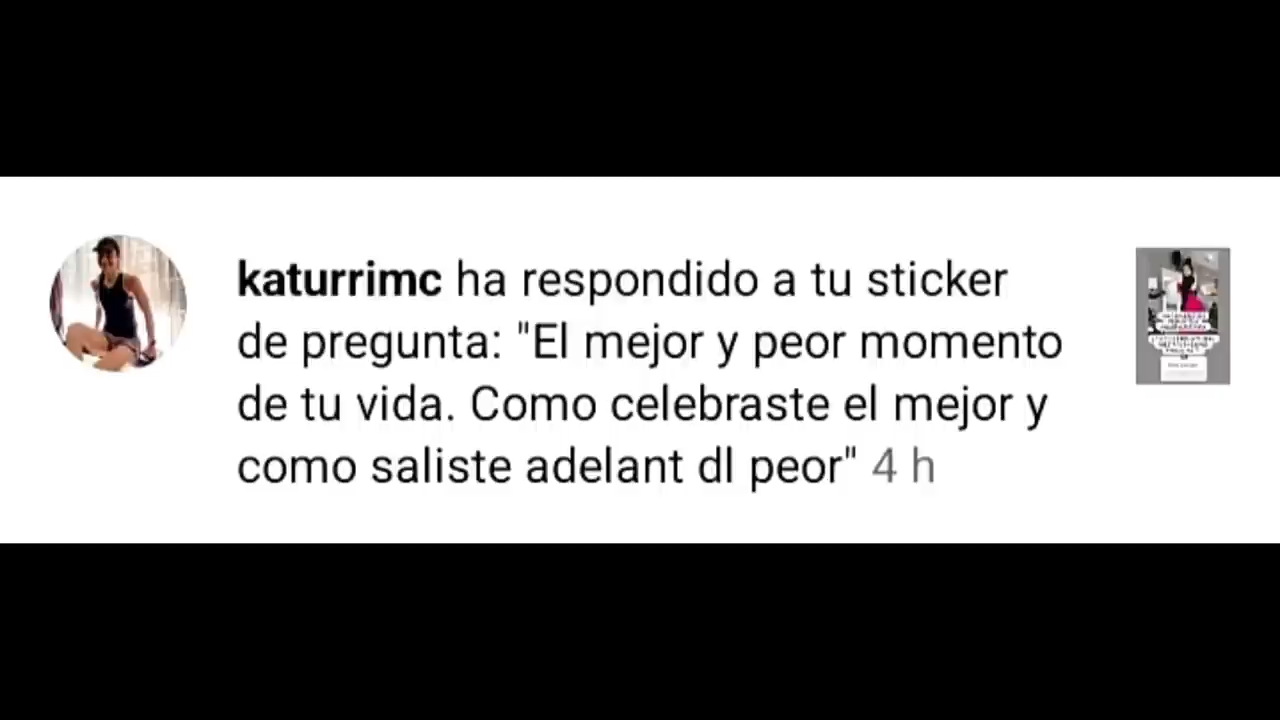 katurrimc ha respondido a tu sticker
de pregunta: "El mejor y peor momento
de tu vida. Como celebraste el mejor y
como saliste adelant dl peor" 4 h